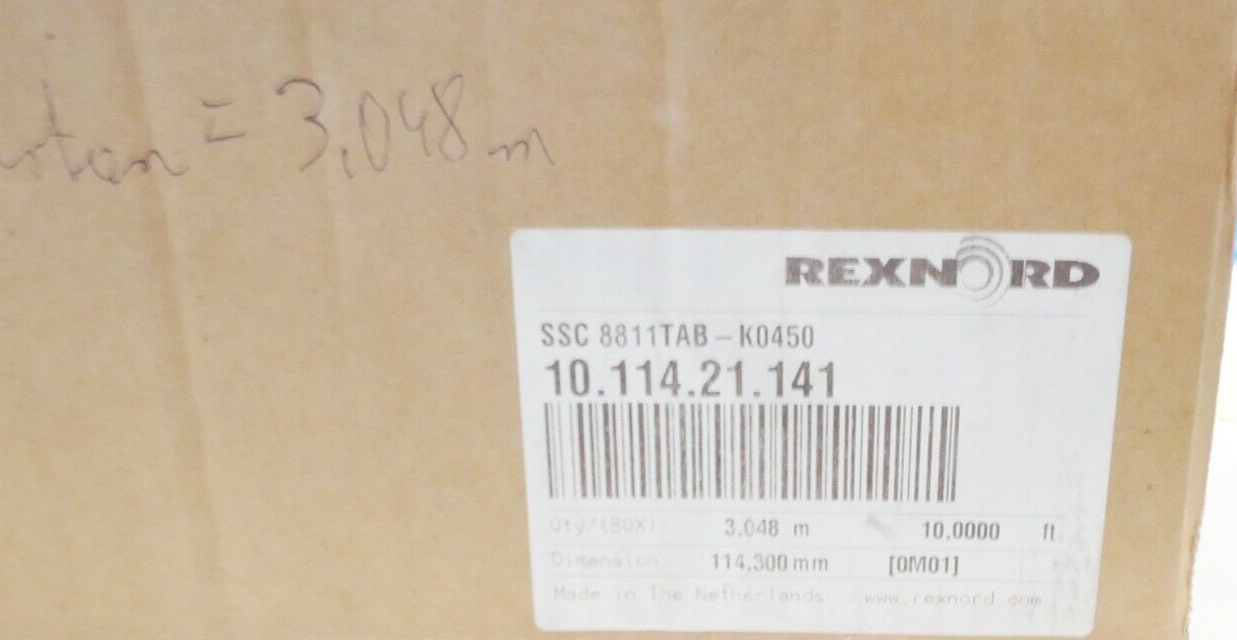 = 3,048 m
REXNORD
SSC 8811TAB – K0450
10.114.21.141
Qty/(BOX): 3,048 m 10,0000 ft
Dimension: 114,300 mm [0M01]
Made in The Netherlands www.rexnord.com